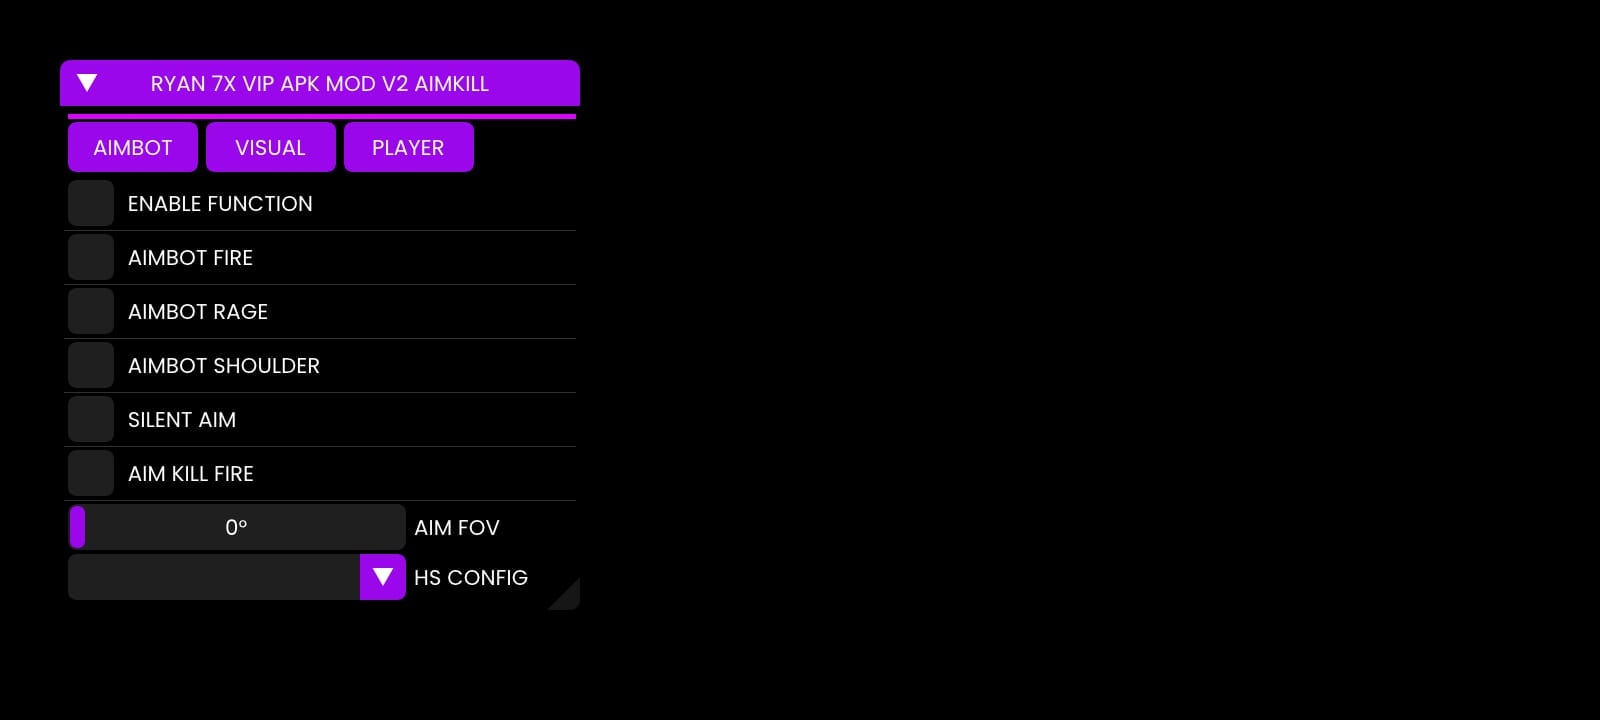 RYAN 7X VIP APK MOD V2 AIMKILL
AIMBOT VISUAL PLAYER
ENABLE FUNCTION
AIMBOT FIRE
AIMBOT RAGE
AIMBOT SHOULDER
SILENT AIM
AIM KILL FIRE
0° AIM FOV
HS CONFIG